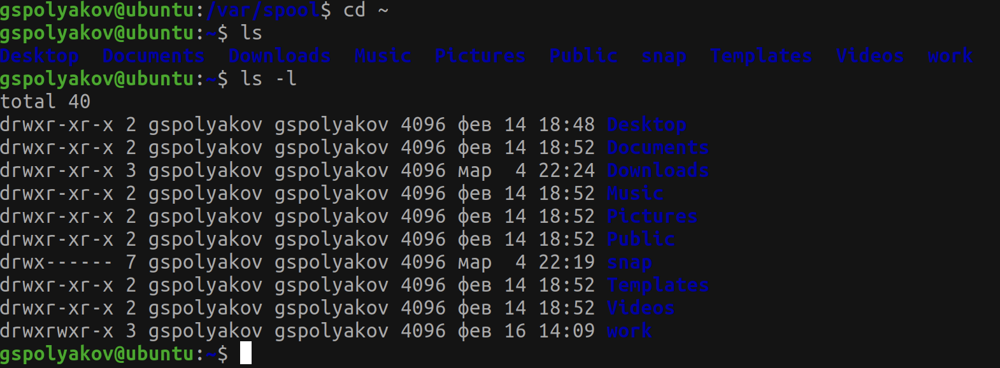 gspolyakov@ubuntu:/var/spool$ cd ~
gspolyakov@ubuntu:~$ ls
Desktop  Documents  Downloads  Music  Pictures  Public  snap  Templates  Videos  work
gspolyakov@ubuntu:~$ ls -l
total 40
drwxr-xr-x 2 gspolyakov gspolyakov 4096 фев 14 18:48 Desktop
drwxr-xr-x 2 gspolyakov gspolyakov 4096 фев 14 18:52 Documents
drwxr-xr-x 3 gspolyakov gspolyakov 4096 мар  4 22:24 Downloads
drwxr-xr-x 2 gspolyakov gspolyakov 4096 фев 14 18:52 Music
drwxr-xr-x 2 gspolyakov gspolyakov 4096 фев 14 18:52 Pictures
drwxr-xr-x 2 gspolyakov gspolyakov 4096 фев 14 18:52 Public
drwx------ 7 gspolyakov gspolyakov 4096 мар  4 22:19 snap
drwxr-xr-x 2 gspolyakov gspolyakov 4096 фев 14 18:52 Templates
drwxr-xr-x 2 gspolyakov gspolyakov 4096 фев 14 18:52 Videos
drwxrwxr-x 3 gspolyakov gspolyakov 4096 фев 16 14:09 work
gspolyakov@ubuntu:~$